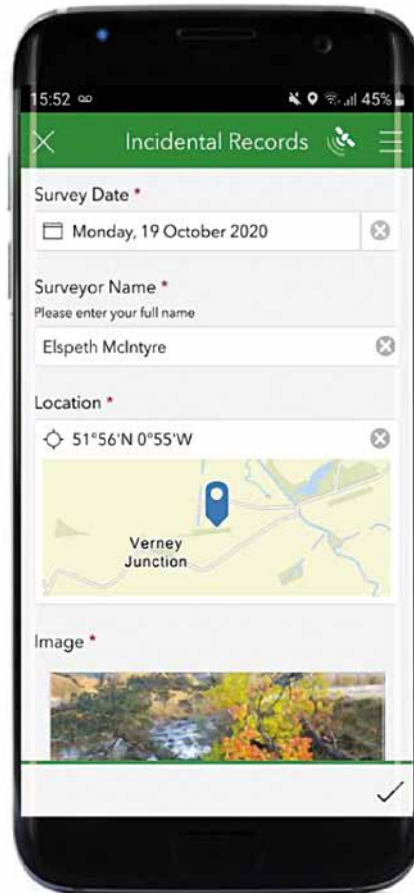 15:52 45%
Incidental Records
Survey Date *
Monday, 19 October 2020
Surveyor Name *
Please enter your full name
Elspeth McIntyre
Location *
51°56'N 0°55'W
Verney
Junction
Image *